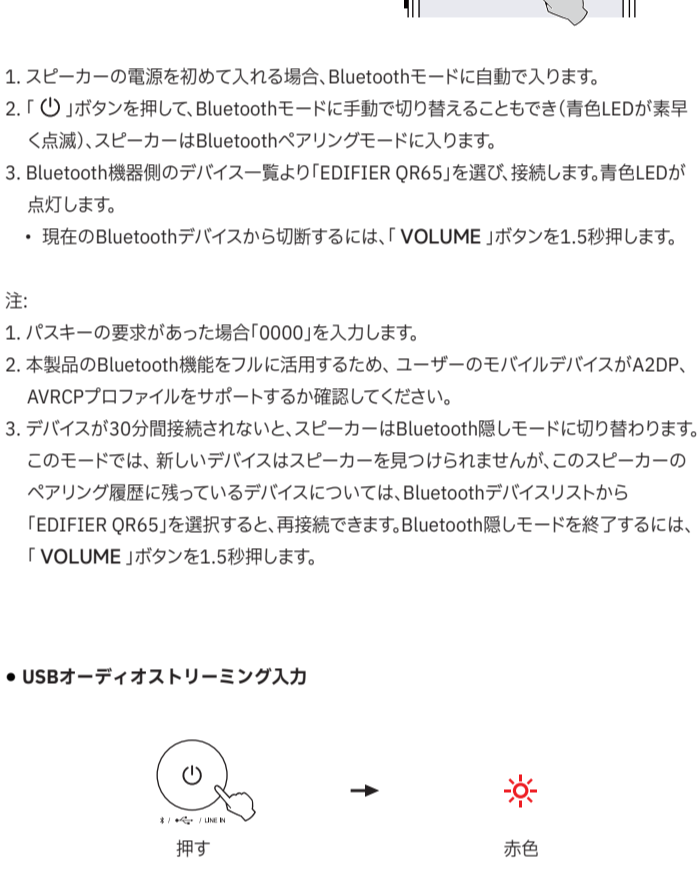 1. スピーカーの電源を初めて入れる場合、Bluetoothモードに自動で入ります。
2.「 ⏻ 」ボタンを押して、Bluetoothモードに手動で切り替えることもでき(青色LEDが素早
く点滅)、スピーカーはBluetoothペアリングモードに入ります。
3. Bluetooth機器側のデバイス一覧より「EDIFIER QR65」を選び、接続します。青色LEDが
点灯します。
• 現在のBluetoothデバイスから切断するには、「 VOLUME 」ボタンを1.5秒押します。
注:
1. パスキーの要求があった場合「0000」を入力します。
2. 本製品のBluetooth機能をフルに活用するため、ユーザーのモバイルデバイスがA2DP、
AVRCPプロファイルをサポートするか確認してください。
3. デバイスが30分間接続されないと、スピーカーはBluetooth隠しモードに切り替わります。
このモードでは、新しいデバイスはスピーカーを見つけられませんが、このスピーカーの
ペアリング履歴に残っているデバイスについては、Bluetoothデバイスリストから
「EDIFIER QR65」を選択すると、再接続できます。Bluetooth隠しモードを終了するには、
「 VOLUME 」ボタンを1.5秒押します。
• USBオーディオストリーミング入力
/ / LINE IN
押す
赤色